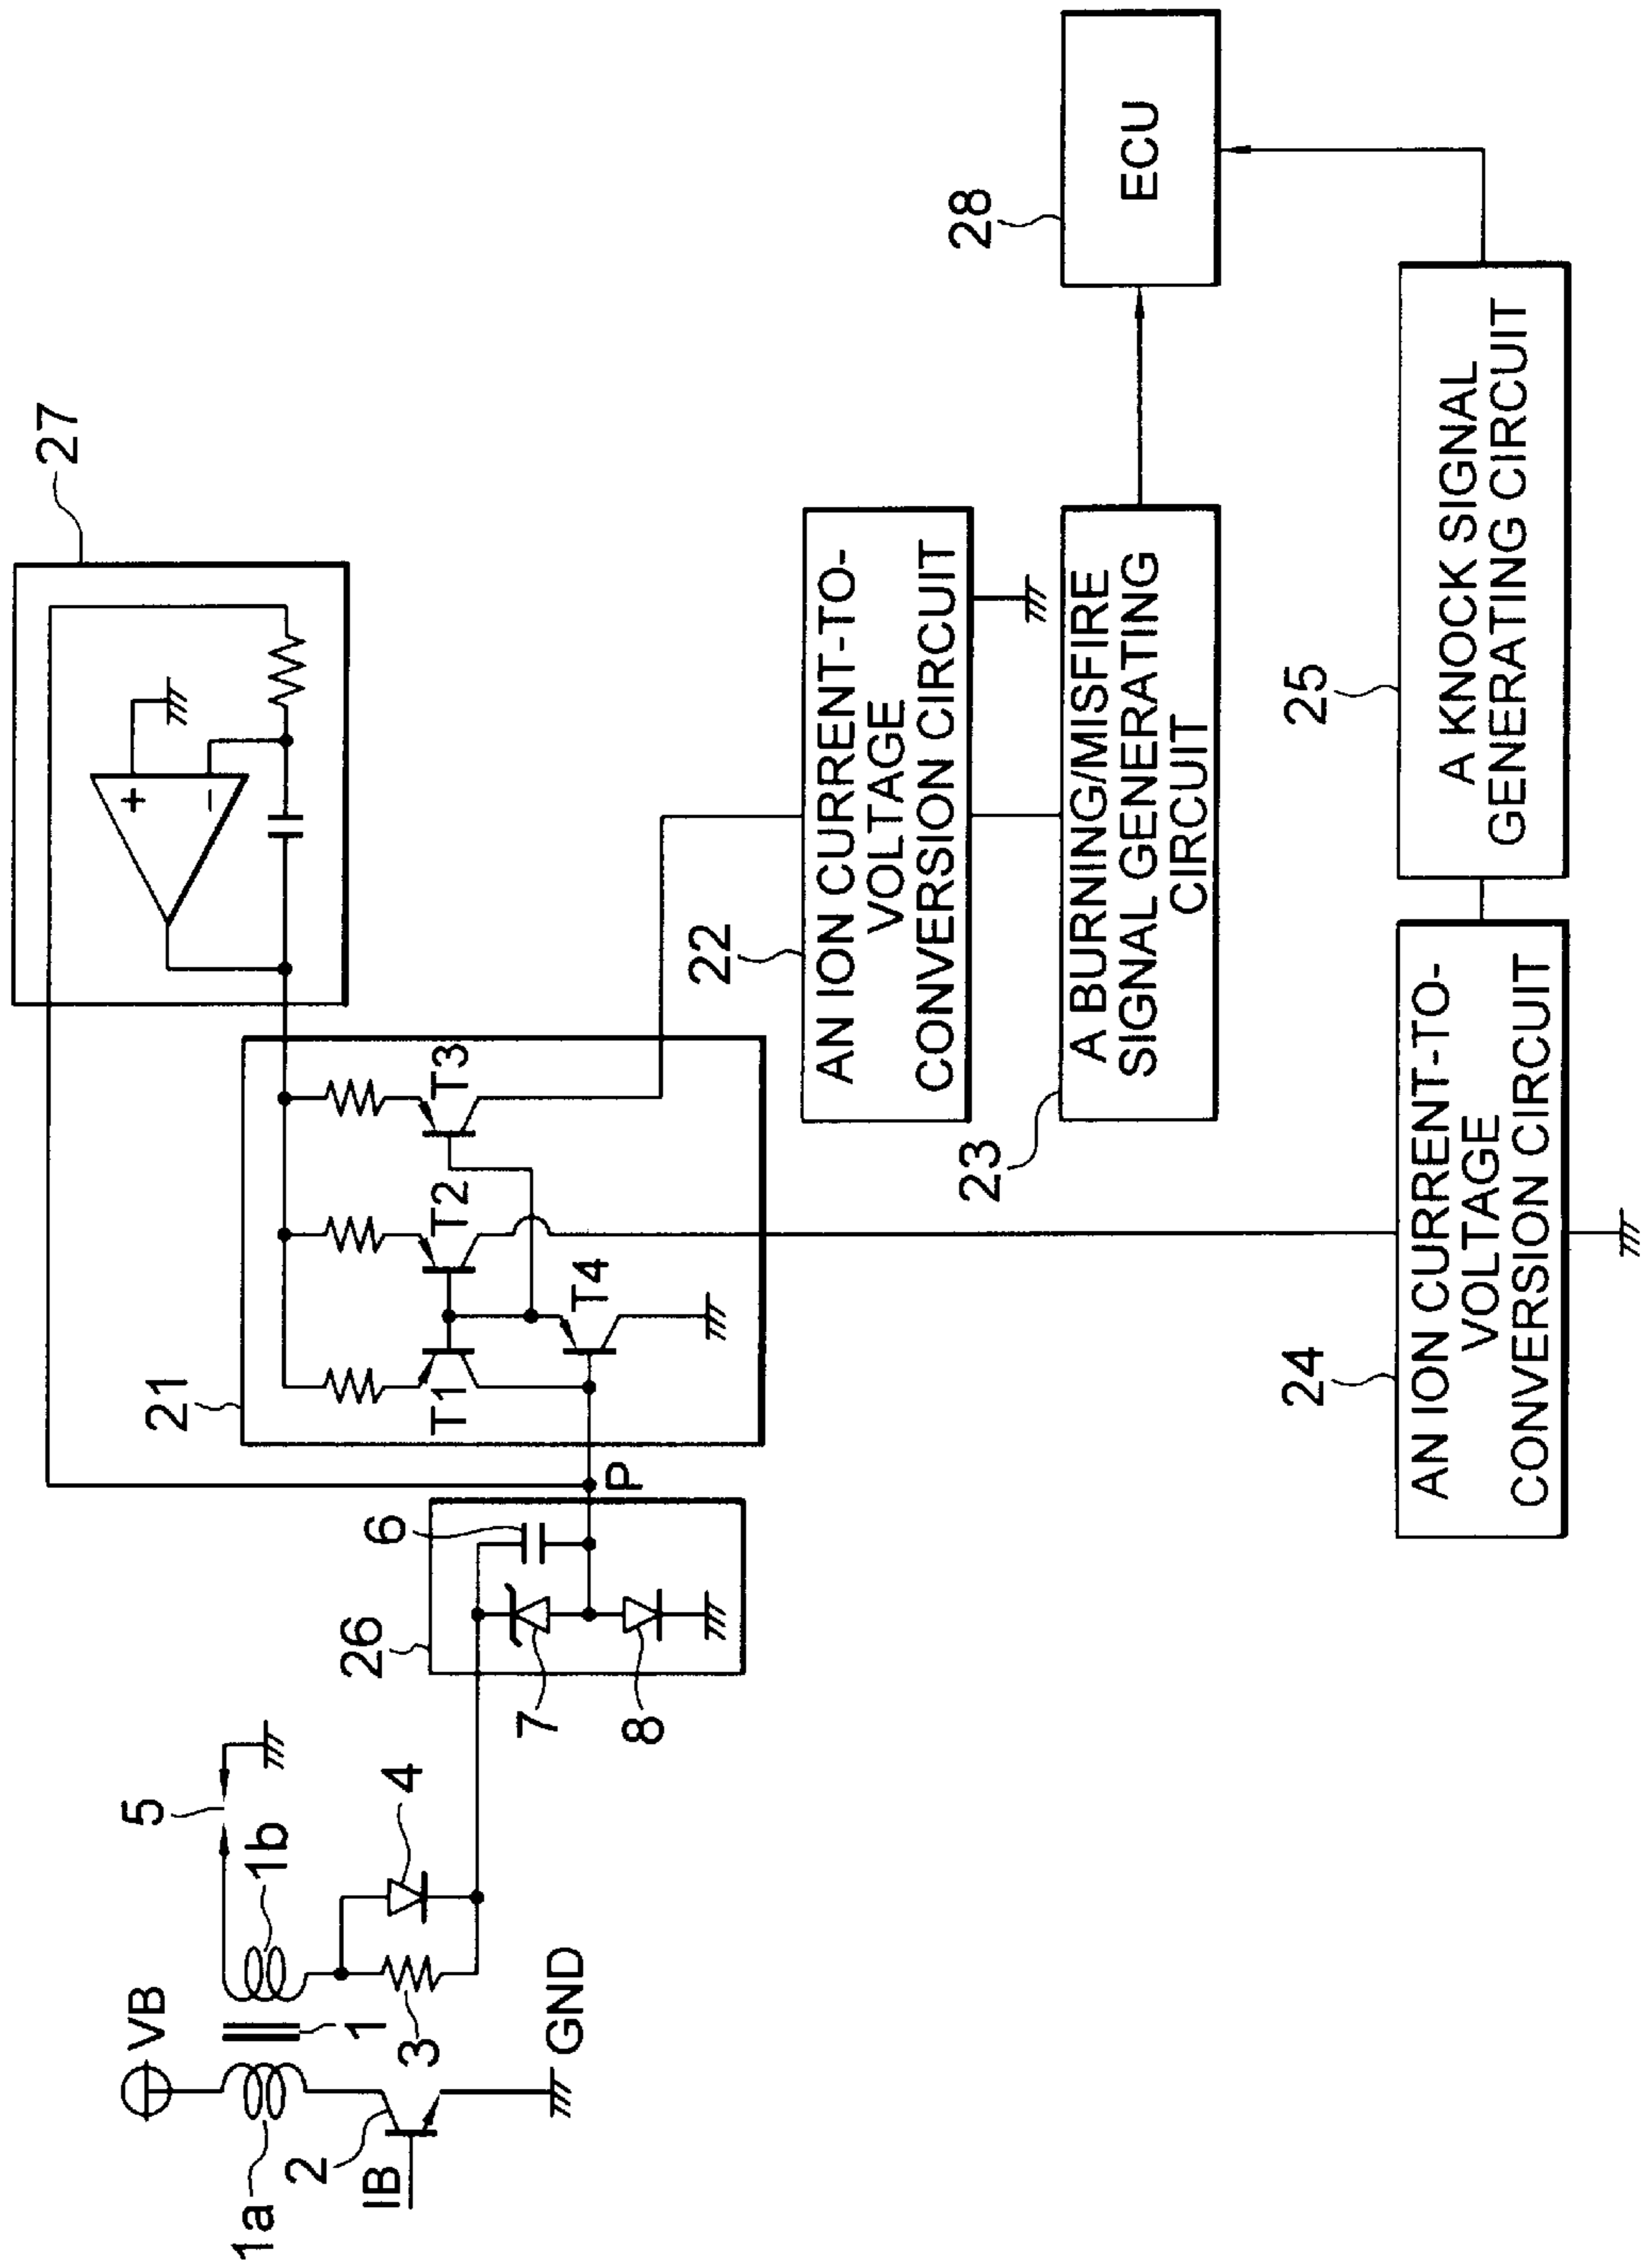 VB
1a
1
1b
2
IB
GND
3
4
5
26
6
7
8
P
21
T1
T2
T3
T4
27
+
−
22
AN ION CURRENT-TO-
VOLTAGE
CONVERSION CIRCUIT
23
A BURNING/MISFIRE
SIGNAL GENERATING
CIRCUIT
28
ECU
24
AN ION CURRENT-TO-
VOLTAGE
CONVERSION CIRCUIT
25
A KNOCK SIGNAL
GENERATING CIRCUIT